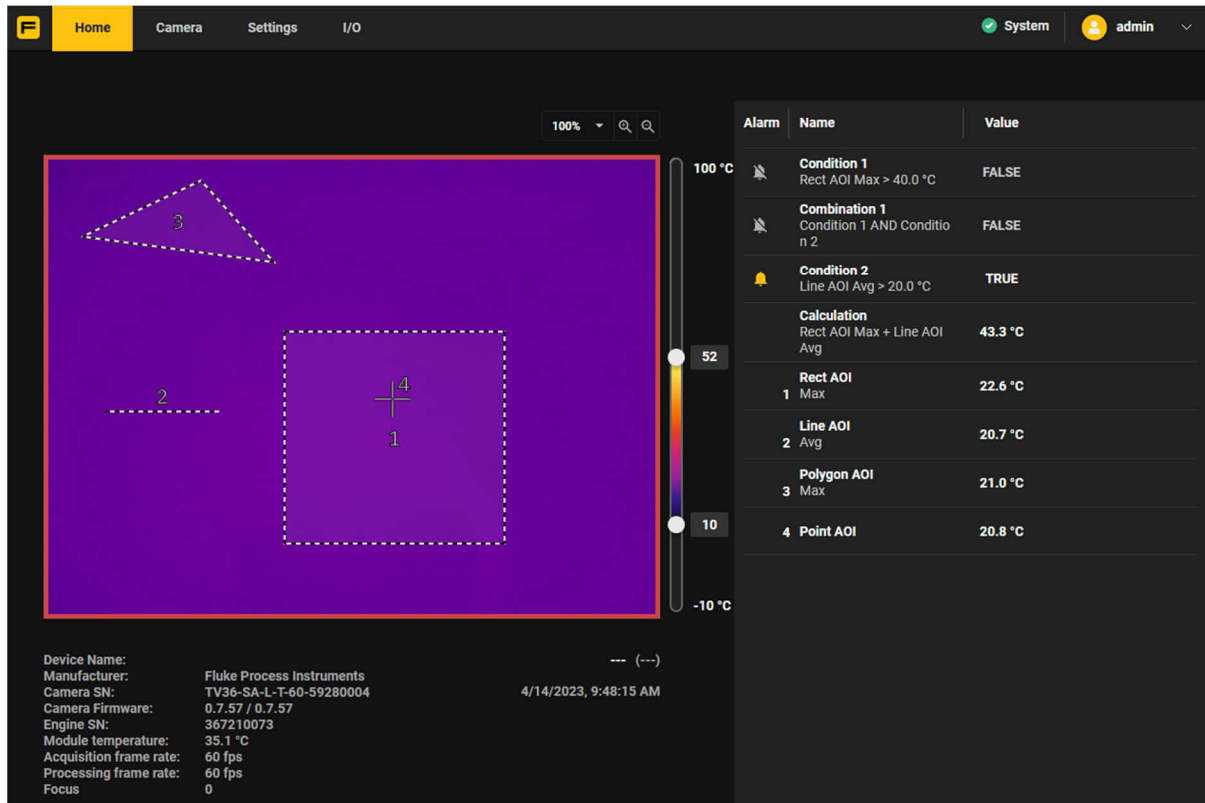 F Home Camera Settings I/O System admin
100%
100 °C
52
10
-10 °C
3
2
4
1
Device Name:
Manufacturer: Fluke Process Instruments
Camera SN: TV36-SA-L-T-60-59280004
Camera Firmware: 0.7.57 / 0.7.57
Engine SN: 367210073
Module temperature: 35.1 °C
Acquisition frame rate: 60 fps
Processing frame rate: 60 fps
Focus 0
--- (---)
4/14/2023, 9:48:15 AM
Alarm Name Value
Condition 1
Rect AOI Max > 40.0 °C
FALSE
Combination 1
Condition 1 AND Conditio
n 2
FALSE
Condition 2
Line AOI Avg > 20.0 °C
TRUE
Calculation
Rect AOI Max + Line AOI
Avg
43.3 °C
Rect AOI
1 Max
22.6 °C
Line AOI
2 Avg
20.7 °C
Polygon AOI
3 Max
21.0 °C
4 Point AOI 20.8 °C